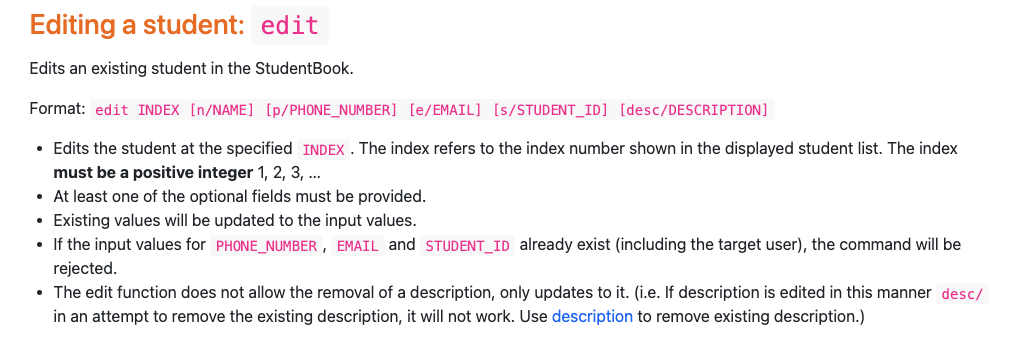 Editing a student: edit
Edits an existing student in the StudentBook.
Format: edit INDEX [n/NAME] [p/PHONE_NUMBER] [e/EMAIL] [s/STUDENT_ID] [desc/DESCRIPTION]
• Edits the student at the specified INDEX . The index refers to the index number shown in the displayed student list. The index
must be a positive integer 1, 2, 3, …
• At least one of the optional fields must be provided.
• Existing values will be updated to the input values.
• If the input values for PHONE_NUMBER , EMAIL and STUDENT_ID already exist (including the target user), the command will be
rejected.
• The edit function does not allow the removal of a description, only updates to it. (i.e. If description is edited in this manner desc/
in an attempt to remove the existing description, it will not work. Use description to remove existing description.)